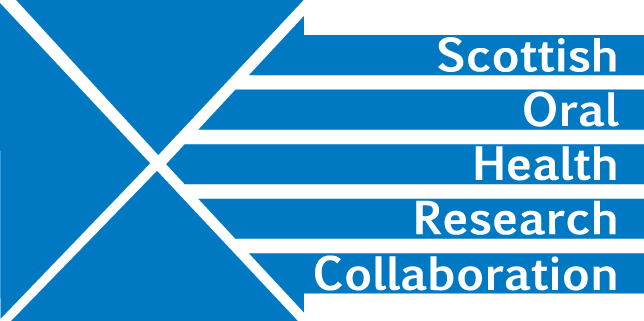 Scottish
Oral
Health
Research
Collaboration